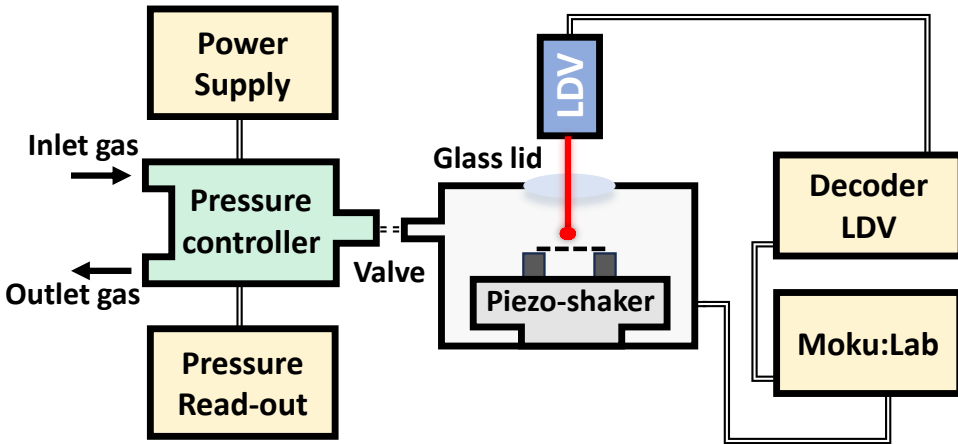 Power
Supply
Inlet gas
Pressure
controller
Outlet gas
Valve
Pressure
Read-out
LDV
Glass lid
Piezo-shaker
Decoder
LDV
Moku:Lab